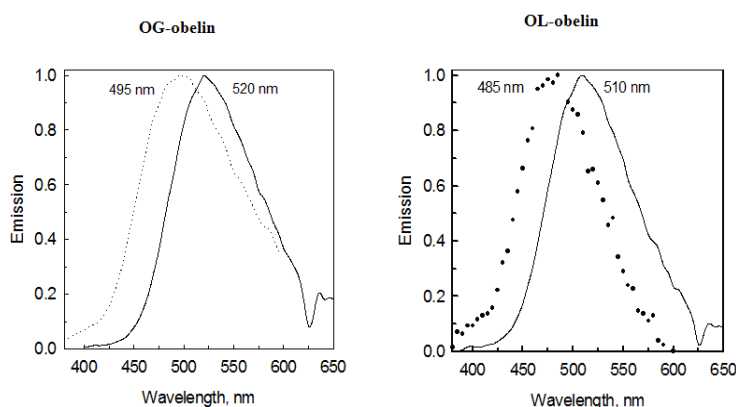 OG-obelin
1.0
0.8
0.6
0.4
0.2
0.0
Emission
495 nm
520 nm
400 450 500 550 600 650
Wavelength, nm
OL-obelin
1.0
0.8
0.6
0.4
0.2
0.0
Emission
485 nm
510 nm
400 450 500 550 600 650
Wavelength, nm